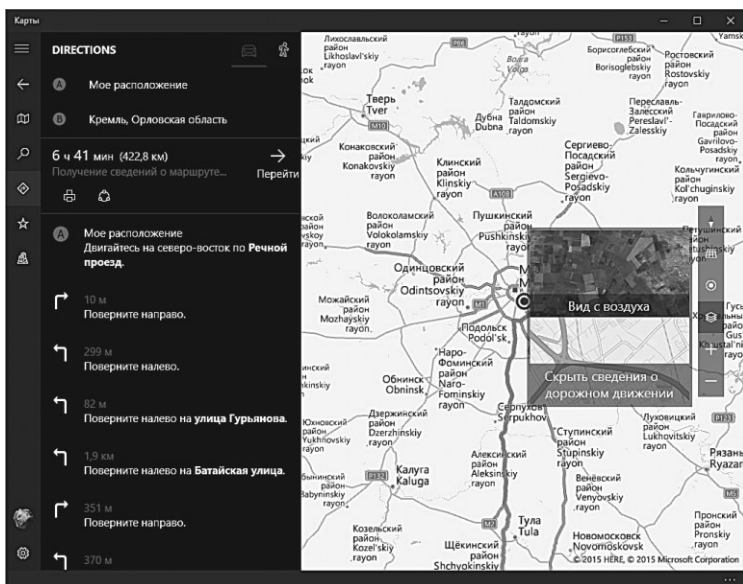 Карты
DIRECTIONS
A
Мое расположение
B
Кремль, Орловская область
6 ч 41 мин (422,8 км)
Получение сведений о маршруте...
Перейти
A
Мое расположение
Двигайтесь на северо-восток по Речной
проезд.
10 м
Поверните направо.
299 м
Поверните налево.
82 м
Поверните налево на улица Гурьянова.
1,9 км
Поверните налево на Батайская улица.
351 м
Поверните направо.
370 м
Лихославльский
район
Likhoslavl'skiy
rayon
Тверь
Tver
M10
Конаковский
район
Konakovskiy
rayon
Дубна
Dubna
Талдомский
район
Taldomskiy
rayon
Борисоглебский
район
Borisoglebskiy
rayon
Ростовский
район
Rostovskiy
rayon
Переславль-
Залесский
Pereslavl'-
Zalesskiy
Гаврилово-
Посадский
район
Gavrilovo-
Posadskiy
rayon
Кольчугинский
район
Kol'chuginskiy
rayon
Клинский
район
Klinskiy
rayon
Сергиево-
Посадский
район
Sergievo-
Posadskiy
rayon
Волоколамский
район
Volokolamskiy
rayon
Пушкинский
район
Pushkinskiy
Одинцовский
район
Odintsovskiy
rayon
M1
Можайский
район
Mozhayskiy
rayon
Подольск
Podol'sk
Вид с воздуха
Скрыть сведения о
дорожном движении
Наро-
Фоминский
район
Naro-
Fominskiy
rayon
Обнинск
Obninsk
Серпухов
Serpukhov
Дзержинский
район
Dzerzhinskiy
rayon
Юхновский
район
Yukhnovskiy
rayon
Ступинский
район
Stupinskiy
rayon
Луховицкий
район
Lukhovitskiy
rayon
Рязань
Ryazan
Калуга
Kaluga
Венёвский
район
Venyovskiy
rayon
Козельский
район
Kozel'skiy
rayon
M2
Тула
Tula
Щёкинский
район
Shchyokinskiy
Новомосковск
Novomoskovsk
Пронский
район
Pronskiy
rayon
© 2015 HERE, © 2015 Microsoft Corporation